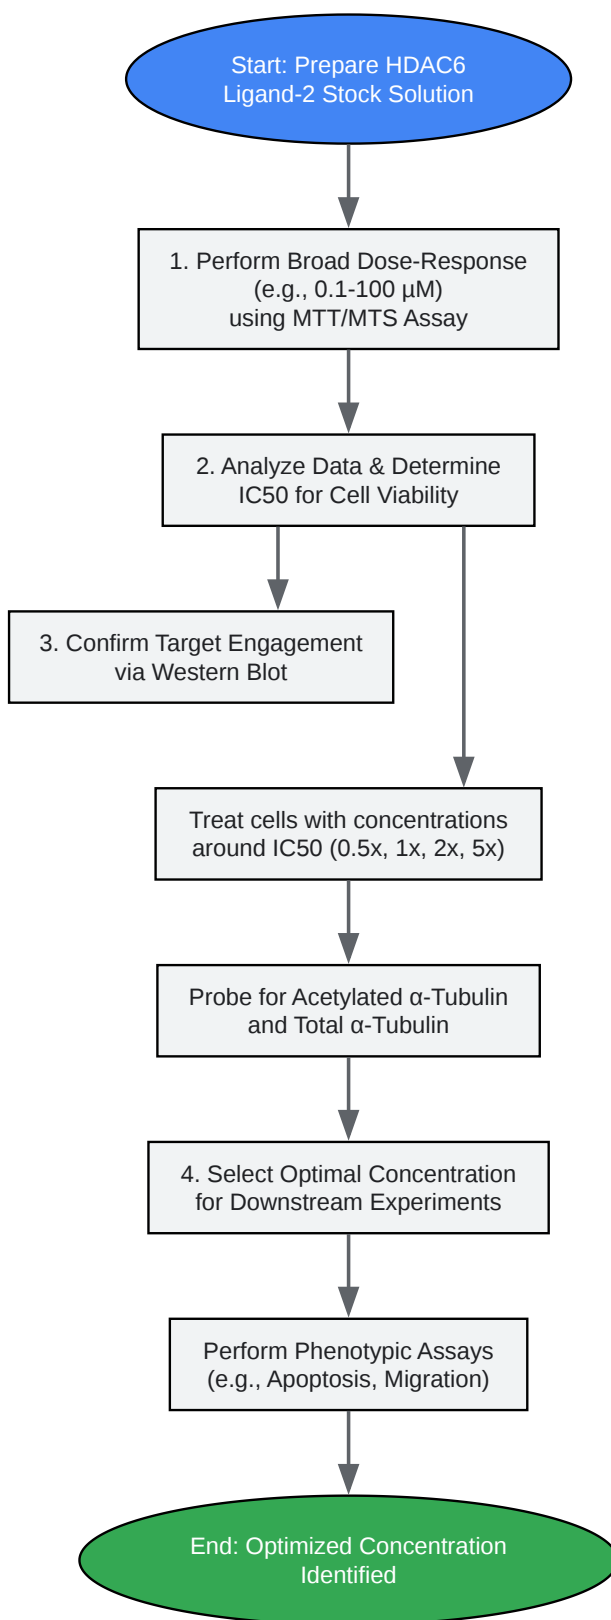 Start: Prepare HDAC6
Ligand-2 Stock Solution
1. Perform Broad Dose-Response
(e.g., 0.1-100 µM)
using MTT/MTS Assay
2. Analyze Data & Determine
IC50 for Cell Viability
3. Confirm Target Engagement
via Western Blot
Treat cells with concentrations
around IC50 (0.5x, 1x, 2x, 5x)
Probe for Acetylated α-Tubulin
and Total α-Tubulin
4. Select Optimal Concentration
for Downstream Experiments
Perform Phenotypic Assays
(e.g., Apoptosis, Migration)
End: Optimized Concentration
Identified